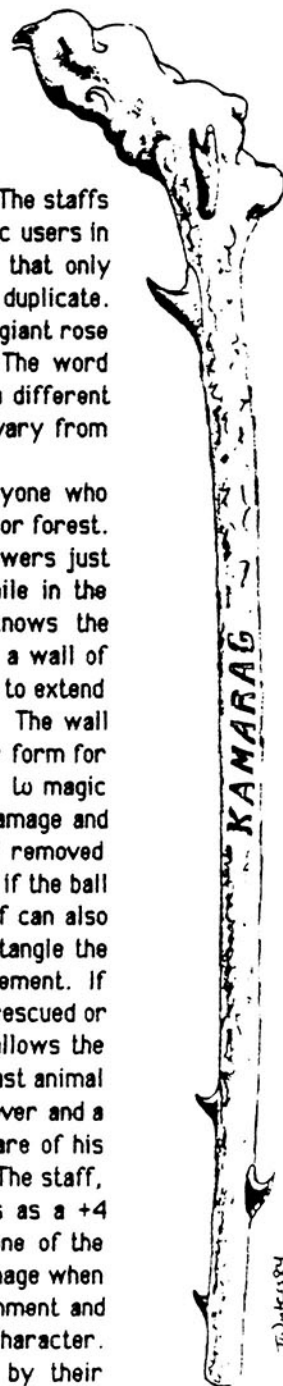 The staffs
c users in
that only
duplicate.
giant rose
The word
different
vary from
yone who
or forest.
wers just
ile in the
nows the
a wall of
to extend
The wall
form for
to magic
amage and
removed
if the ball
f can also
tangle the
ement. If
rescued or
llows the
ast animal
ver and a
are of his
The staff,
s as a +4
ne of the
nage when
nment and
haracter.
by their
KAMARAG